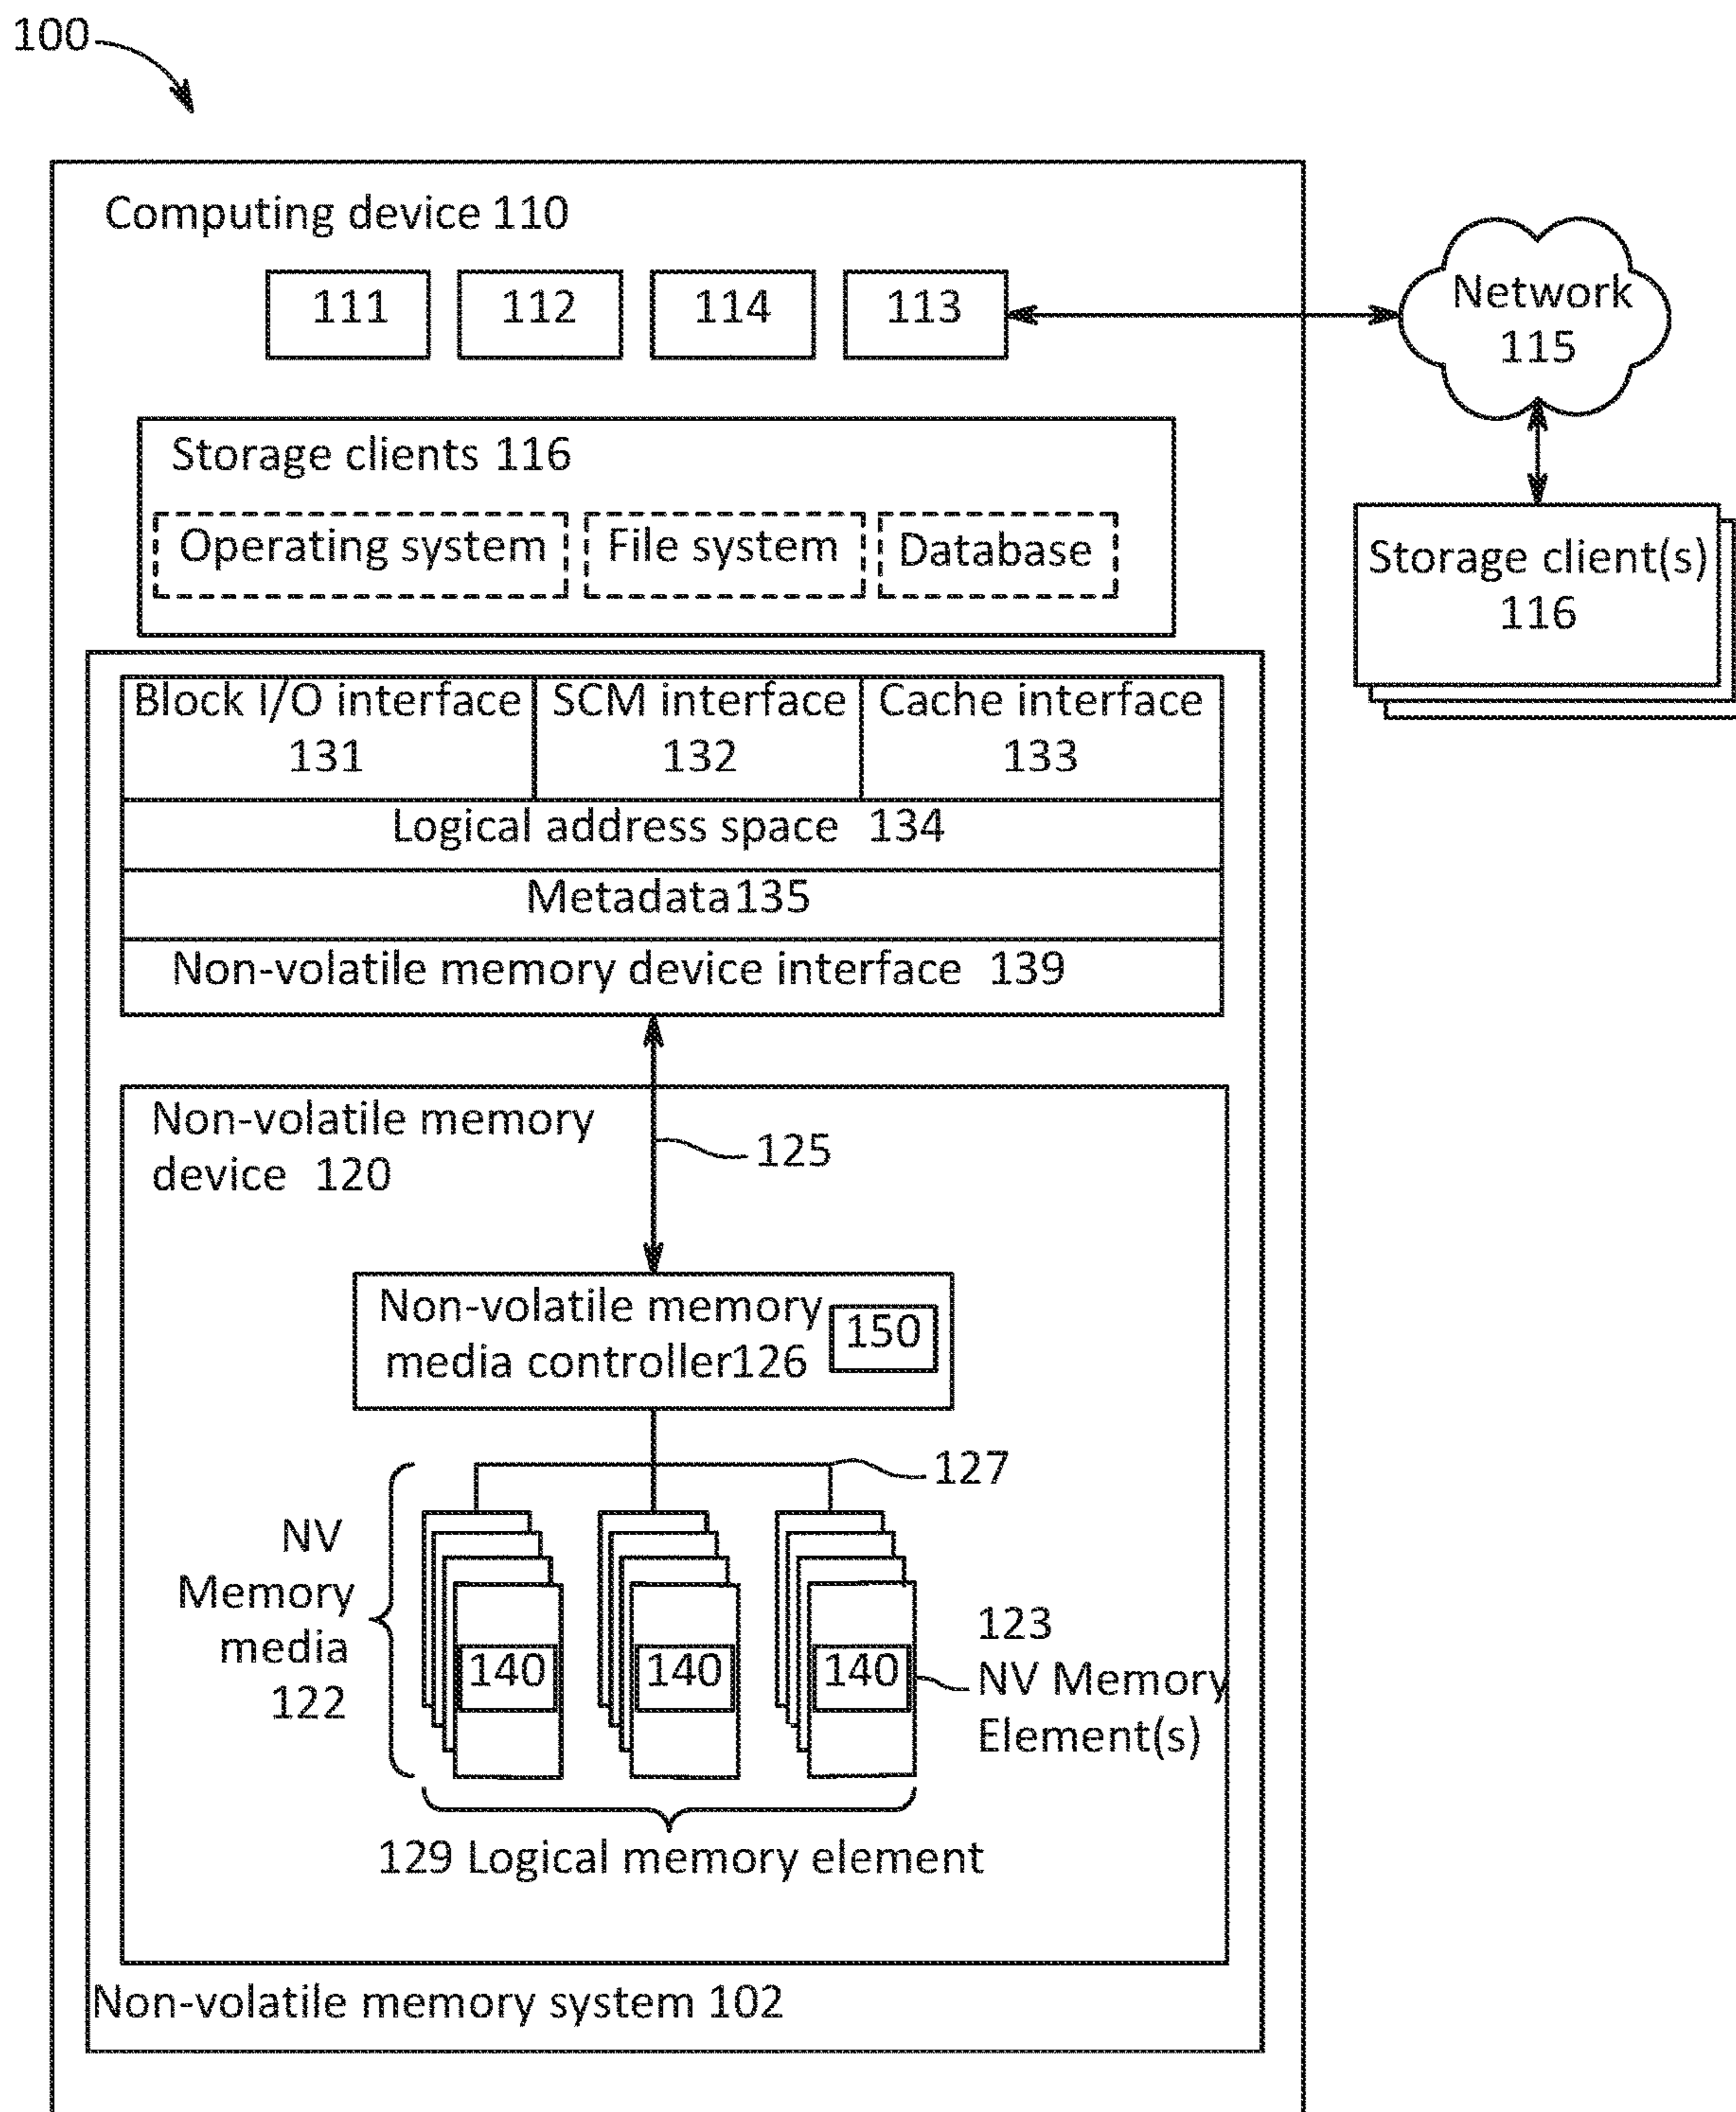 100
Computing device 110
111 112 114 113
Network
115
Storage clients 116
Operating system File system Database
Storage client(s)
116
Block I/O interface
131
SCM interface
132
Cache interface
133
Logical address space 134
Metadata135
Non-volatile memory device interface 139
Non-volatile memory
device 120
125
Non-volatile memory
media controller126
150
127
NV
Memory
media
122
140 140 140
123
NV Memory
Element(s)
129 Logical memory element
Non-volatile memory system 102